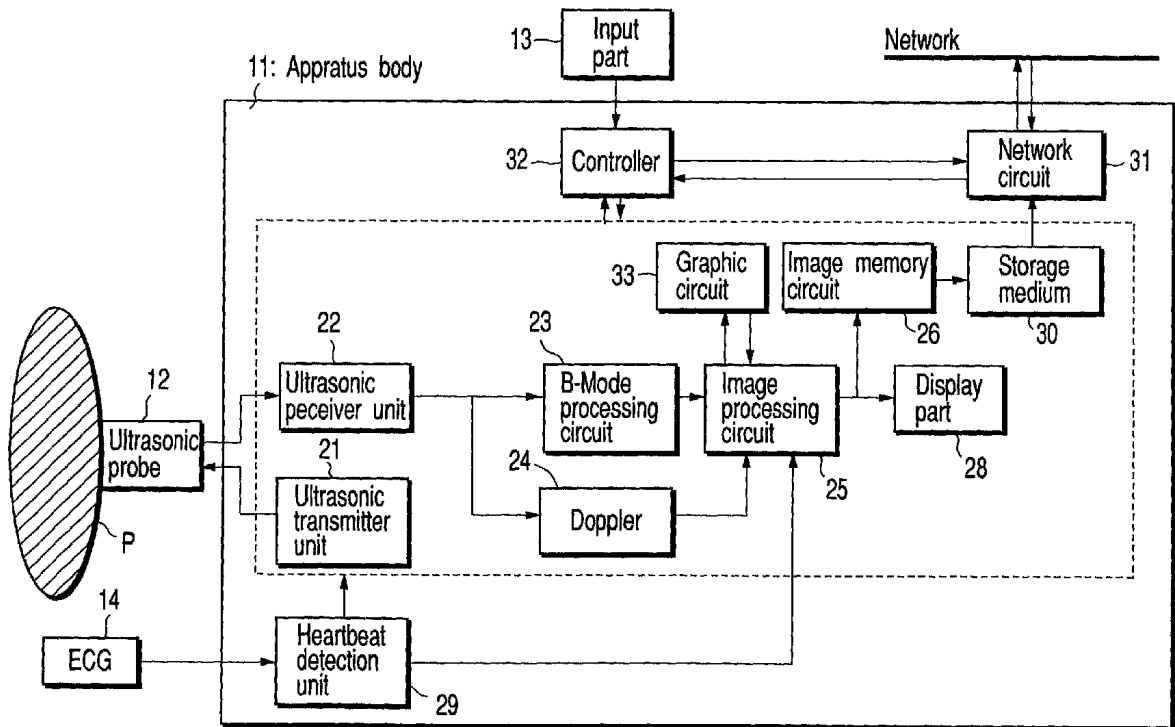 13
Input
part
Network
11: Appratus body
32
Controller
Network
circuit
31
33
Graphic
circuit
Image memory
circuit
26
Storage
medium
30
22
Ultrasonic
peceiver unit
23
B-Mode
processing
circuit
Image
processing
circuit
25
Display
part
28
12
Ultrasonic
probe
21
Ultrasonic
transmitter
unit
24
Doppler
P
14
ECG
Heartbeat
detection
unit
29